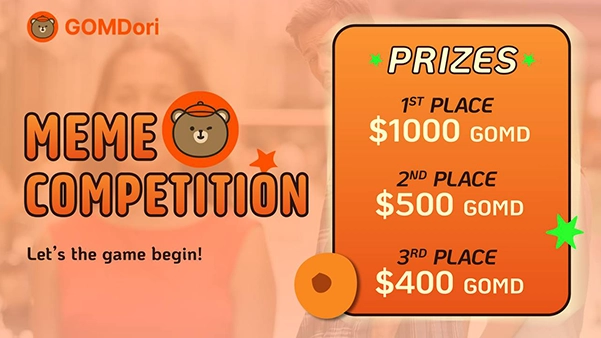 GOMDori
MEME
COMPETITION
Let's the game begin!
PRIZES
1ST PLACE
$1000 GOMD
2ND PLACE
$500 GOMD
3RD PLACE
$400 GOMD